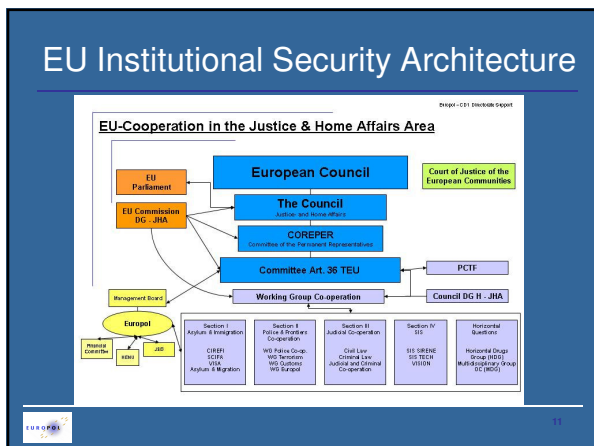 EU Institutional Security Architecture
Europol – CD1 Directorate Support
EU-Cooperation in the Justice & Home Affairs Area
European Council
Court of Justice of the
European Communities
EU
Parliament
The Council
Justice and Home Affairs
EU Commission
DG - JHA
COREPER
Committee of the Permanent Representatives
Committee Art. 36 TEU
PCTF
Management Board
Working Group Co-operation
Council DG H - JHA
Europol
Financial
Committee
HENU
JSB
Section I
Asylum & Immigration
CIREFI
SCIFA
VISA
Asylum & Migration
Section II
Police & Frontiers
Co-operation
WG Police Co-op.
WG Terrorism
WG Customs
WG Europol
Section III
Judicial Co-operation
Civil Law
Criminal Law
Judicial and Criminal
Co-operation
Section IV
SIS
SIS SIRENE
SIS TECH
VISION
Horizontal
Questions
Horizontal Drugs
Group (HDG)
Multidisciplinary Group
OC (MDG)
EUROPOL
11